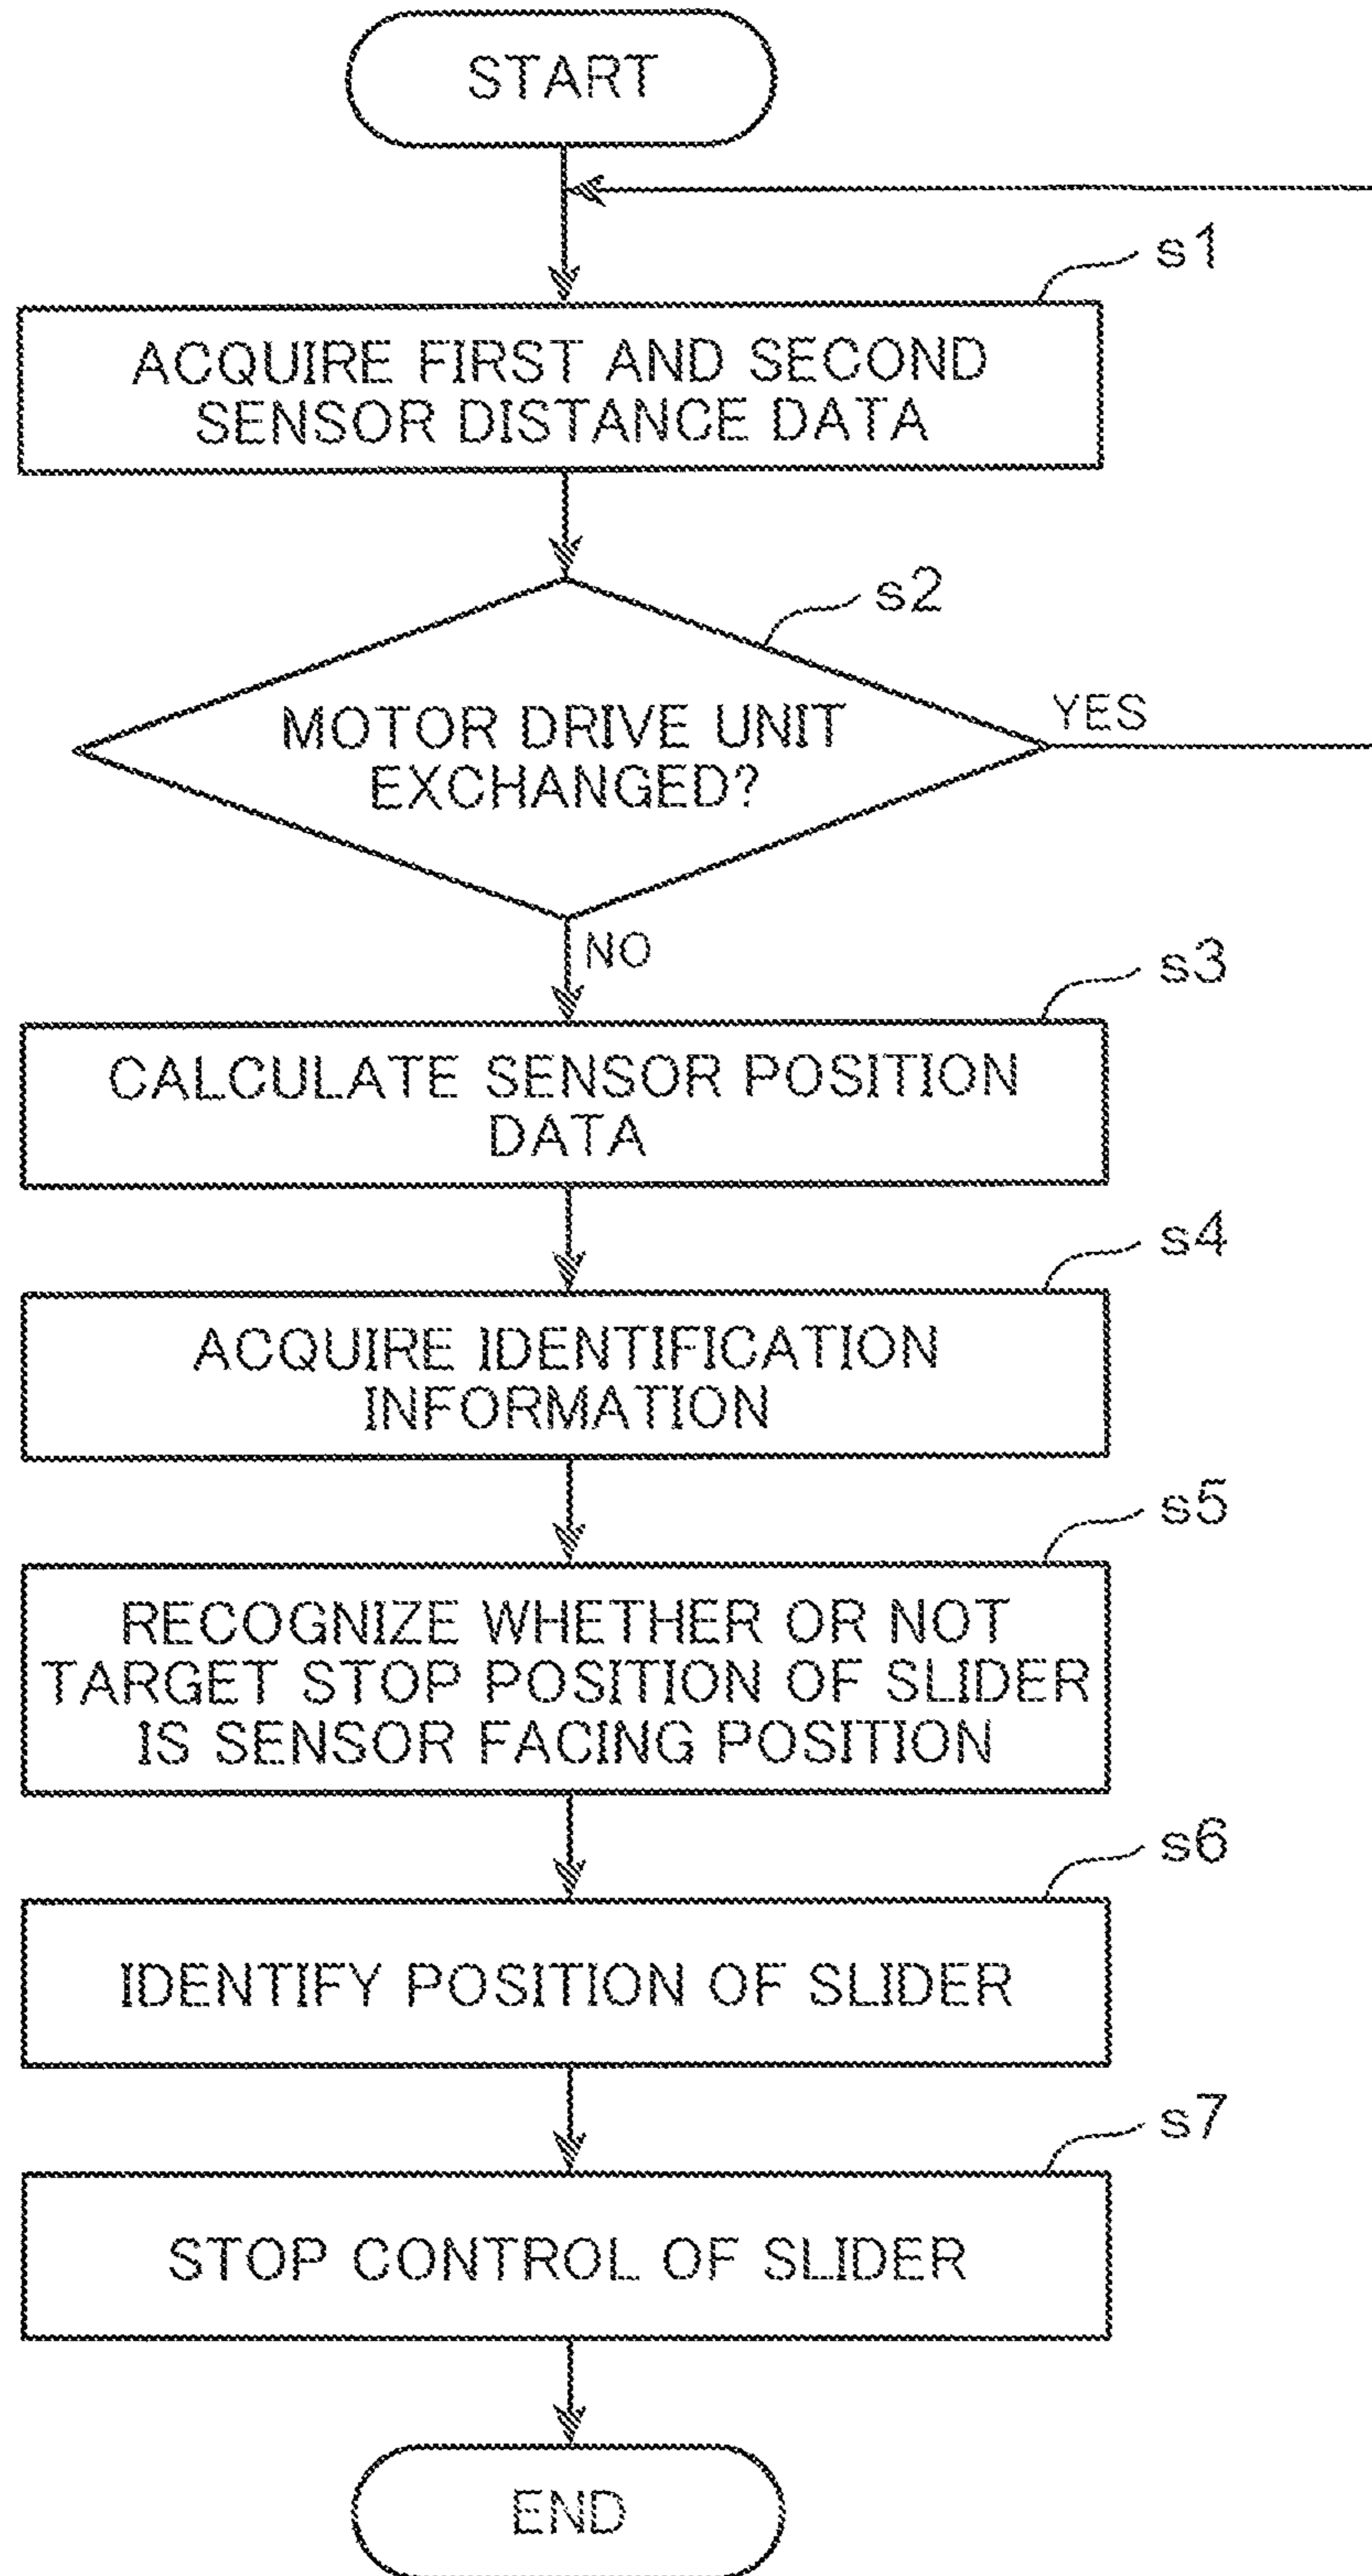 START
s1
ACQUIRE FIRST AND SECOND
SENSOR DISTANCE DATA
s2
MOTOR DRIVE UNIT
EXCHANGED?
YES
NO
s3
CALCULATE SENSOR POSITION
DATA
s4
ACQUIRE IDENTIFICATION
INFORMATION
s5
RECOGNIZE WHETHER OR NOT
TARGET STOP POSITION OF SLIDER
IS SENSOR FACING POSITION
s6
IDENTIFY POSITION OF SLIDER
s7
STOP CONTROL OF SLIDER
END